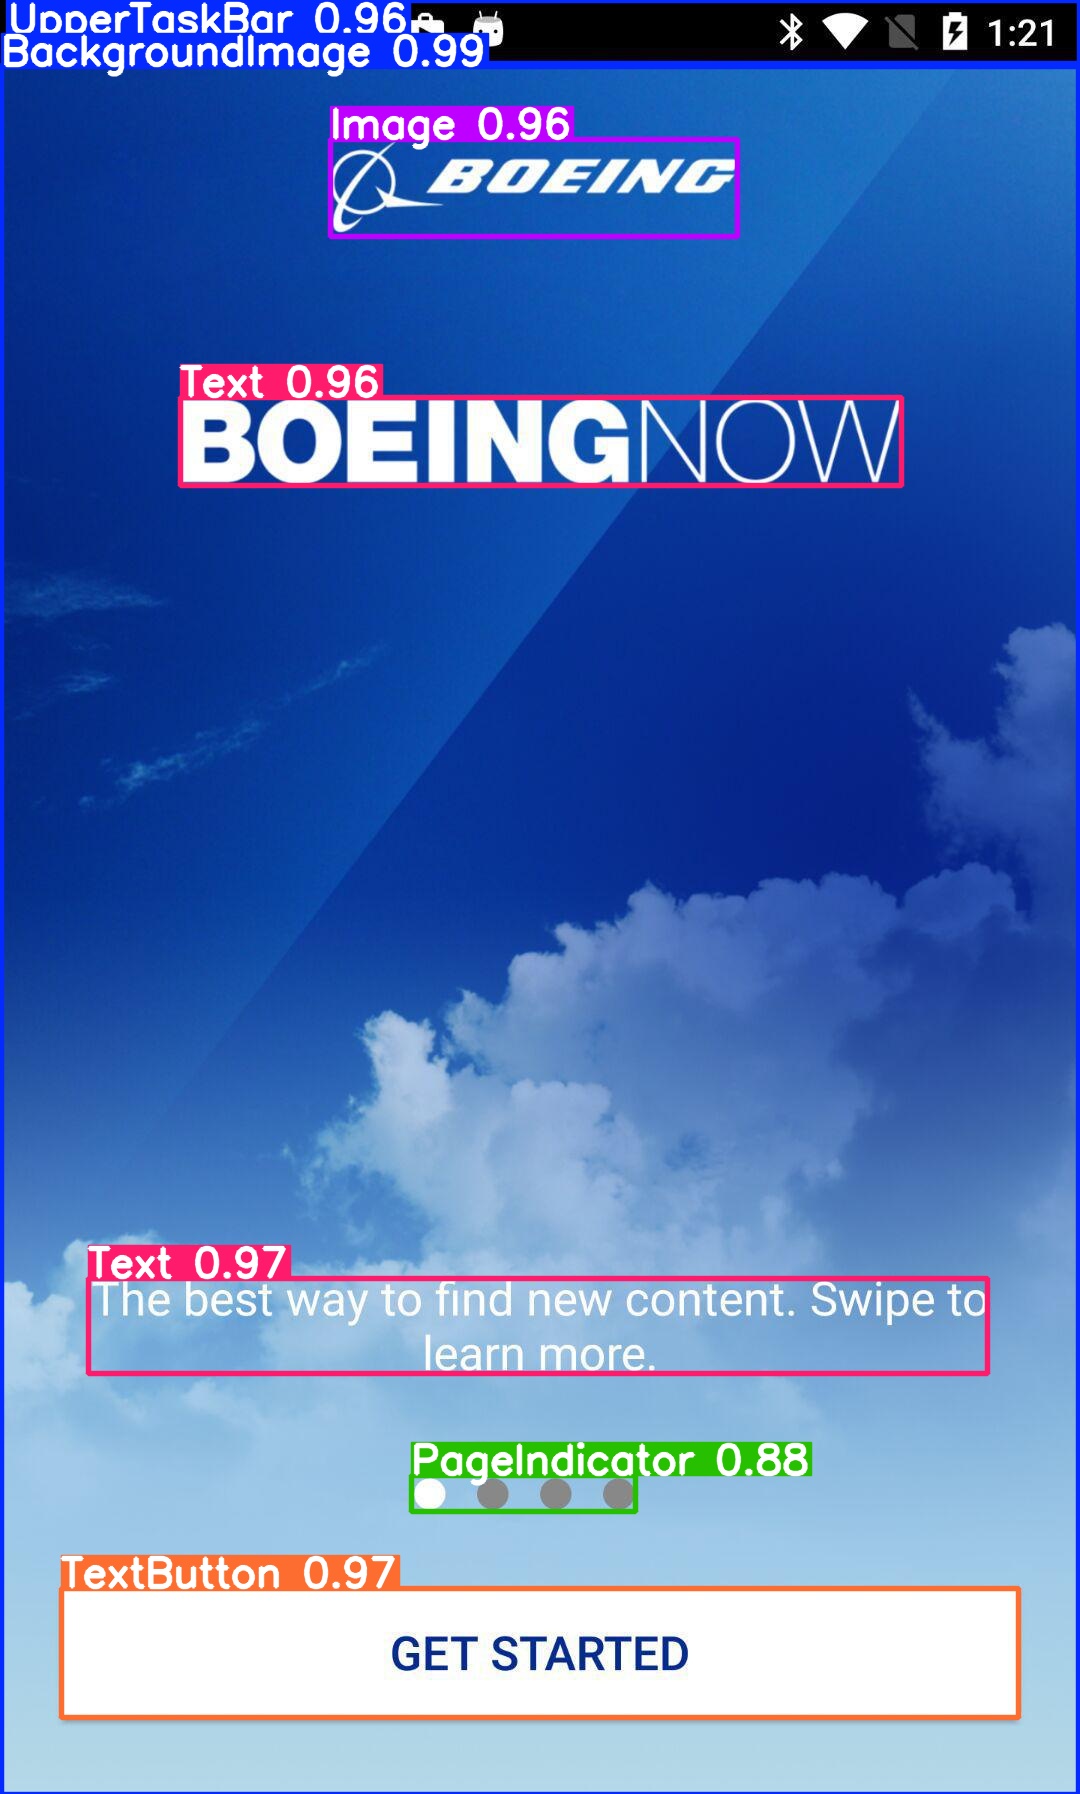 UpperTaskBar 0.96
1:21
BackgroundImage 0.99
Image 0.96
BOEING
Text 0.96
BOEINGNOW
Text 0.97
The best way to find new content. Swipe to
learn more.
PageIndicator 0.88
TextButton 0.97
GET STARTED